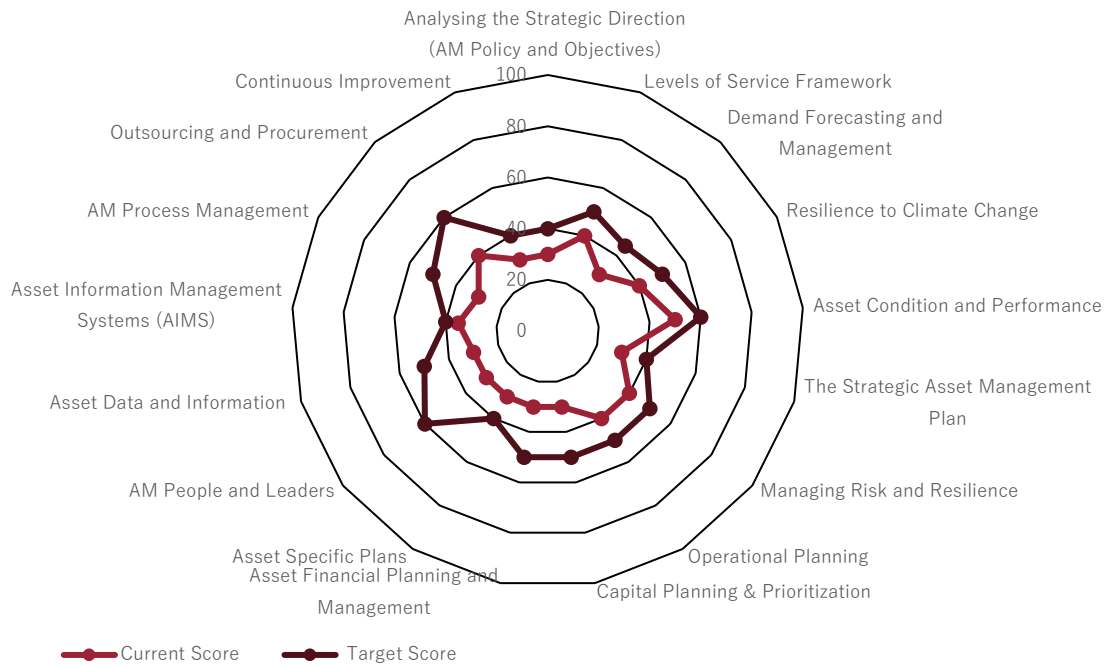 Analysing the Strategic Direction
(AM Policy and Objectives)
100
Continuous Improvement
Levels of Service Framework
Demand Forecasting and
Management
Outsourcing and Procurement
80
60
AM Process Management
Resilience to Climate Change
40
20
Asset Information Management
Systems (AIMS)
Asset Condition and Performance
0
The Strategic Asset Management
Plan
Asset Data and Information
AM People and Leaders
Managing Risk and Resilience
Asset Specific Plans
Operational Planning
Asset Financial Planning and
Management
Capital Planning & Prioritization
Current Score
Target Score